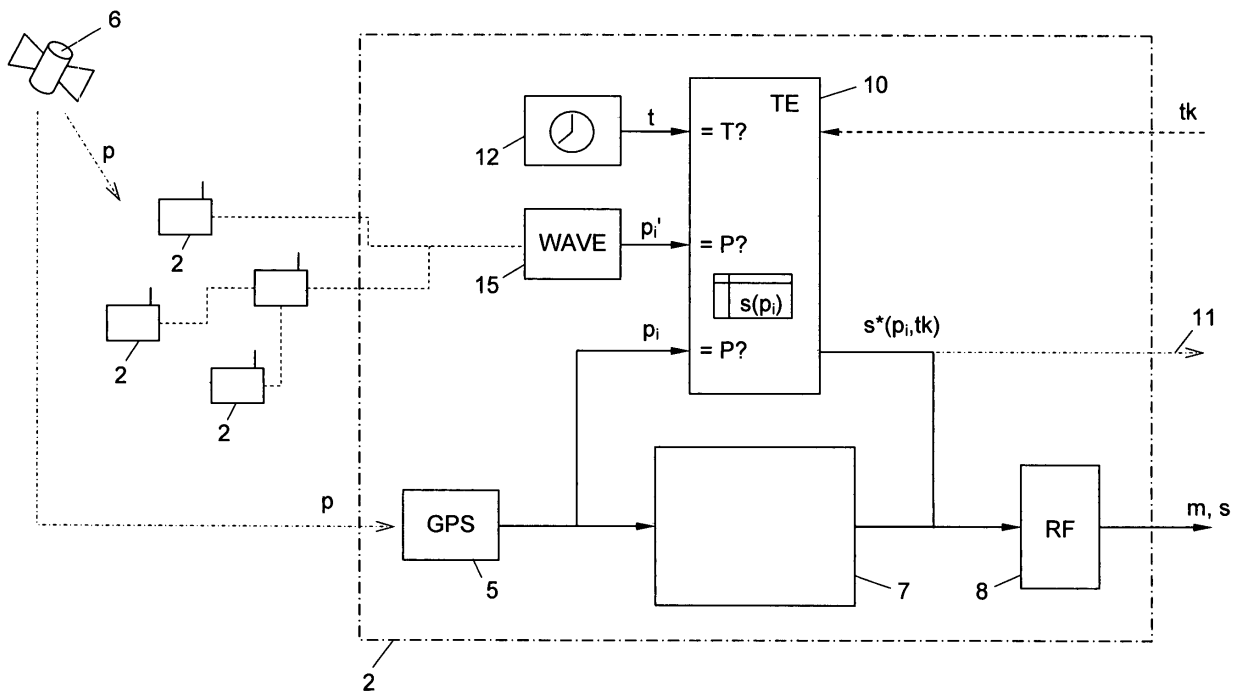 6
TE
10
t
= T?
tk
p
12
WAVE
pi'
= P?
2
15
s(pi)
pi
= P?
s*(pi,tk)
11
2
2
p
GPS
RF
m, s
5
7
8
2